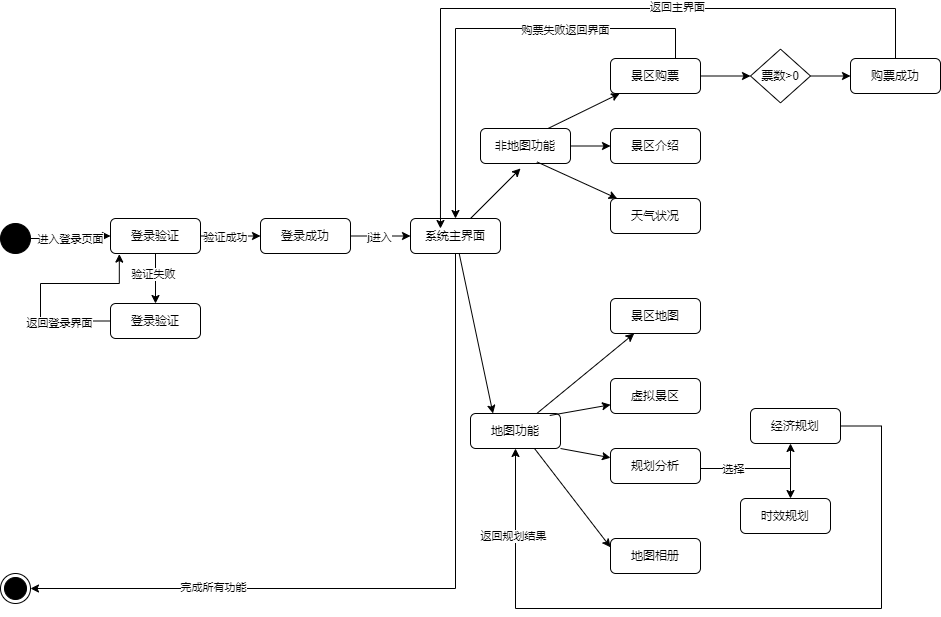 返回主界面
购票失败返回界面
景区购票
票数>0
购票成功
非地图功能
景区介绍
天气状况
进入登录页面
登录验证
验证成功
登录成功
j进入
系统主界面
验证失败
返回登录界面
登录验证
景区地图
虚拟景区
地图功能
经济规划
规划分析
选择
时效规划
返回规划结果
地图相册
完成所有功能